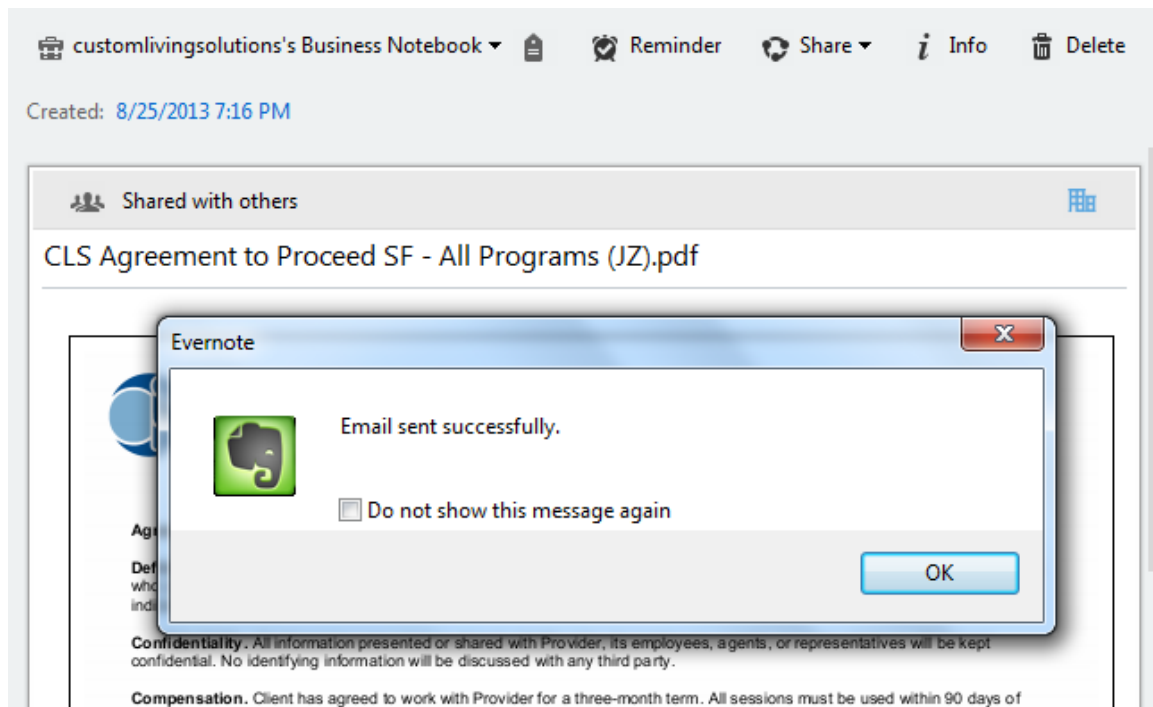 customlivingsolutions's Business Notebook Reminder Share Info Delete
Created: 8/25/2013 7:16 PM
Shared with others
CLS Agreement to Proceed SF - All Programs (JZ).pdf
Evernote
Email sent successfully.
Do not show this message again
OK
Confidentiality. All information presented or shared with Provider, its employees, agents, or representatives will be kept
confidential. No identifying information will be discussed with any third party.
Compensation. Client has agreed to work with Provider for a three-month term. All sessions must be used within 90 days of